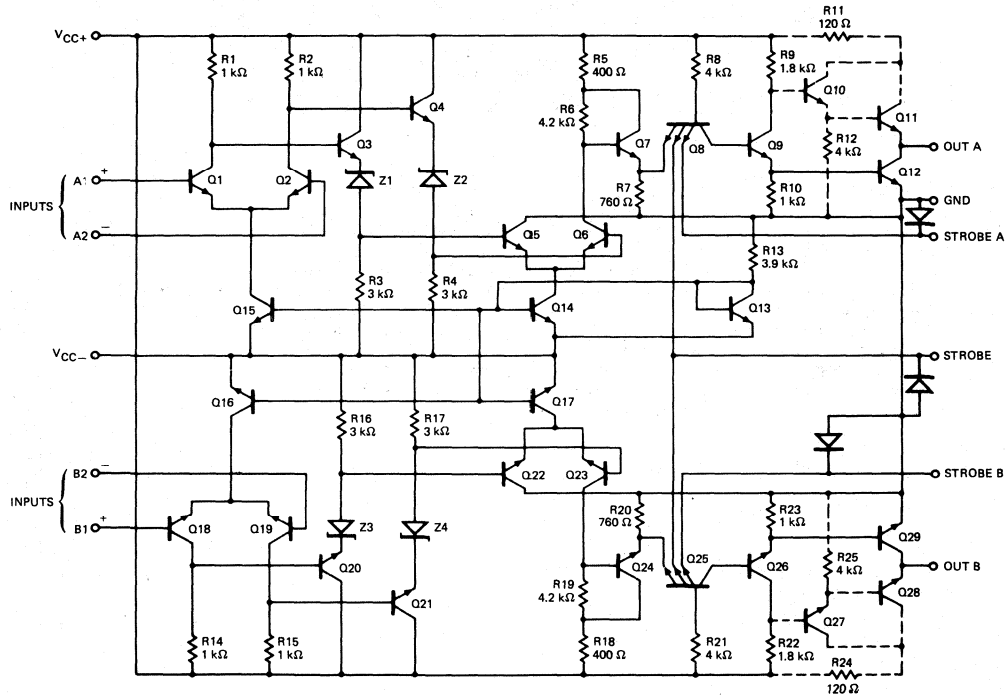 VCC+
R1
1 kΩ
R2
1 kΩ
R5
400 Ω
R8
4 kΩ
R9
1.8 kΩ
R11
120 Ω
Q10
Q4
R6
4.2 kΩ
Q7
Q11
Q3
Q8
Q9
R12
4 kΩ
OUT A
INPUTS
A1
+
Q1
Q2
Z1
Z2
R7
760 Ω
R10
1 kΩ
Q12
GND
A2
−
Q5
Q6
STROBE A
R3
3 kΩ
R4
3 kΩ
R13
3.9 kΩ
Q15
Q14
Q13
VCC−
STROBE
Q16
Q17
R16
3 kΩ
R17
3 kΩ
INPUTS
B2
−
Q22
Q23
STROBE B
B1
+
Q18
Q19
Z3
Z4
R20
760 Ω
R23
1 kΩ
Q29
Q20
Q24
Q25
Q26
R25
4 kΩ
OUT B
Q21
R19
4.2 kΩ
Q28
Q27
R14
1 kΩ
R15
1 kΩ
R18
400 Ω
R21
4 kΩ
R22
1.8 kΩ
R24
120 Ω